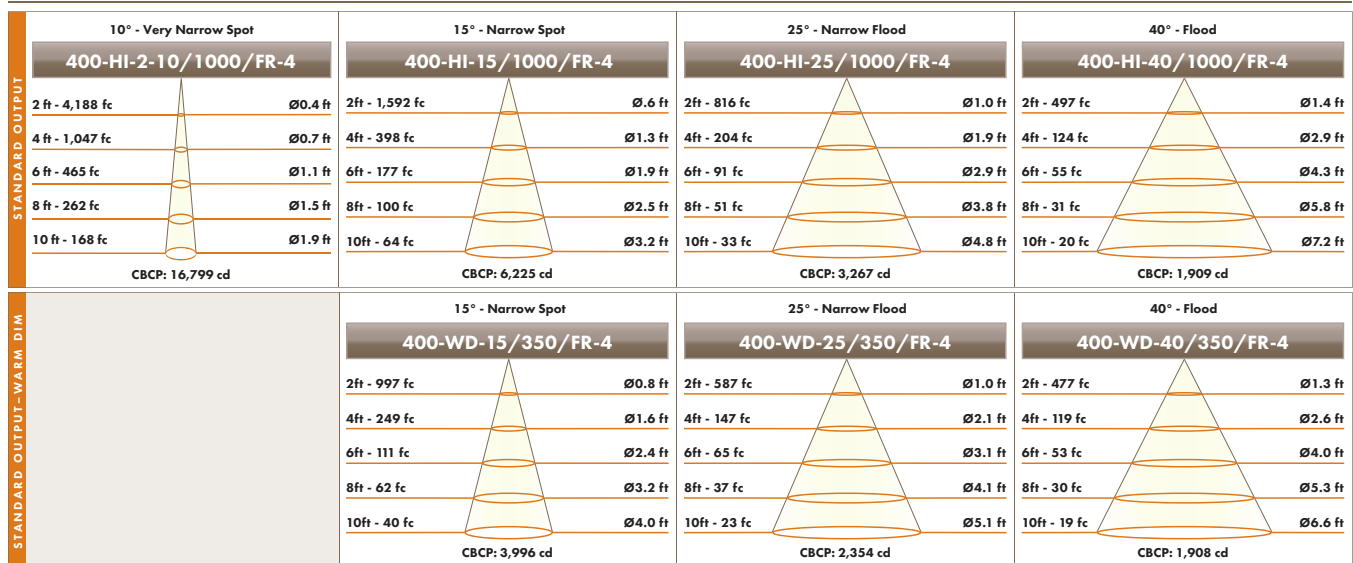 STANDARD OUTPUT
10° - Very Narrow Spot
400-HI-2-10/1000/FR-4
2 ft - 4,188 fc Ø0.4 ft
4 ft - 1,047 fc Ø0.7 ft
6 ft - 465 fc Ø1.1 ft
8 ft - 262 fc Ø1.5 ft
10 ft - 168 fc Ø1.9 ft
CBCP: 16,799 cd
15° - Narrow Spot
400-HI-15/1000/FR-4
2ft - 1,592 fc Ø.6 ft
4ft - 398 fc Ø1.3 ft
6ft - 177 fc Ø1.9 ft
8ft - 100 fc Ø2.5 ft
10ft - 64 fc Ø3.2 ft
CBCP: 6,225 cd
25° - Narrow Flood
400-HI-25/1000/FR-4
2ft - 816 fc Ø1.0 ft
4ft - 204 fc Ø1.9 ft
6ft - 91 fc Ø2.9 ft
8ft - 51 fc Ø3.8 ft
10ft - 33 fc Ø4.8 ft
CBCP: 3,267 cd
40° - Flood
400-HI-40/1000/FR-4
2ft - 497 fc Ø1.4 ft
4ft - 124 fc Ø2.9 ft
6ft - 55 fc Ø4.3 ft
8ft - 31 fc Ø5.8 ft
10ft - 20 fc Ø7.2 ft
CBCP: 1,909 cd
STANDARD OUTPUT–WARM DIM
15° - Narrow Spot
400-WD-15/350/FR-4
2ft - 997 fc Ø0.8 ft
4ft - 249 fc Ø1.6 ft
6ft - 111 fc Ø2.4 ft
8ft - 62 fc Ø3.2 ft
10ft - 40 fc Ø4.0 ft
CBCP: 3,996 cd
25° - Narrow Flood
400-WD-25/350/FR-4
2ft - 587 fc Ø1.0 ft
4ft - 147 fc Ø2.1 ft
6ft - 65 fc Ø3.1 ft
8ft - 37 fc Ø4.1 ft
10ft - 23 fc Ø5.1 ft
CBCP: 2,354 cd
40° - Flood
400-WD-40/350/FR-4
2ft - 477 fc Ø1.3 ft
4ft - 119 fc Ø2.6 ft
6ft - 53 fc Ø4.0 ft
8ft - 30 fc Ø5.3 ft
10ft - 19 fc Ø6.6 ft
CBCP: 1,908 cd